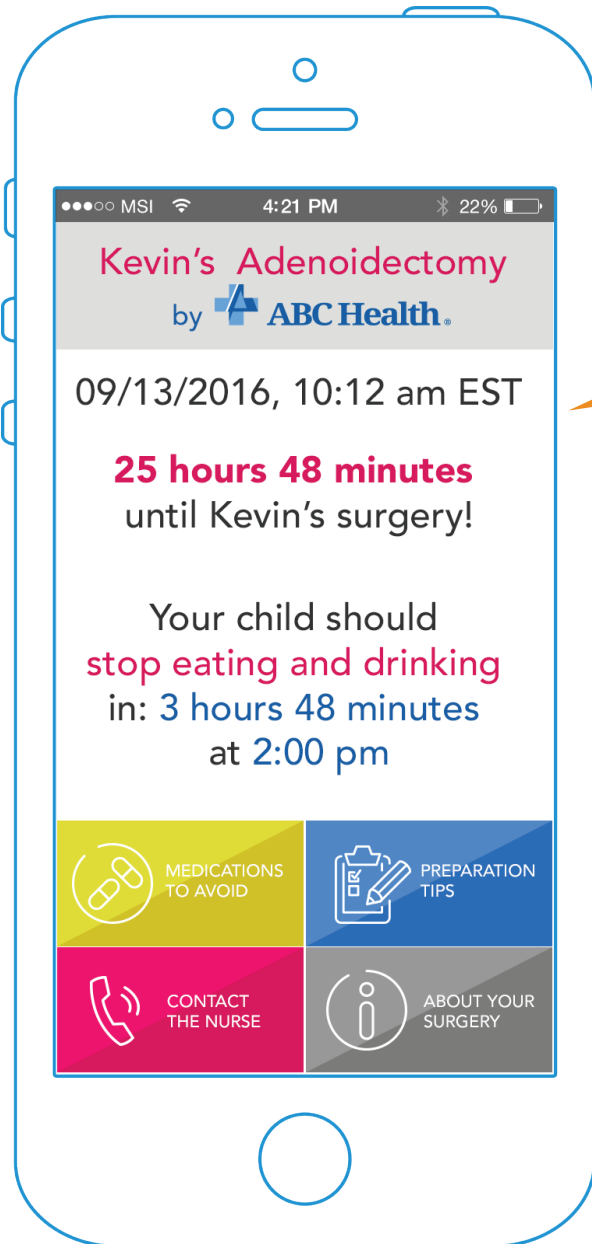 MSI 4:21 PM 22%
Kevin's Adenoidectomy
by ABC Health®
09/13/2016, 10:12 am EST
25 hours 48 minutes
until Kevin's surgery!
Your child should
stop eating and drinking
in: 3 hours 48 minutes
at 2:00 pm
MEDICATIONS
TO AVOID
PREPARATION
TIPS
CONTACT
THE NURSE
ABOUT YOUR
SURGERY